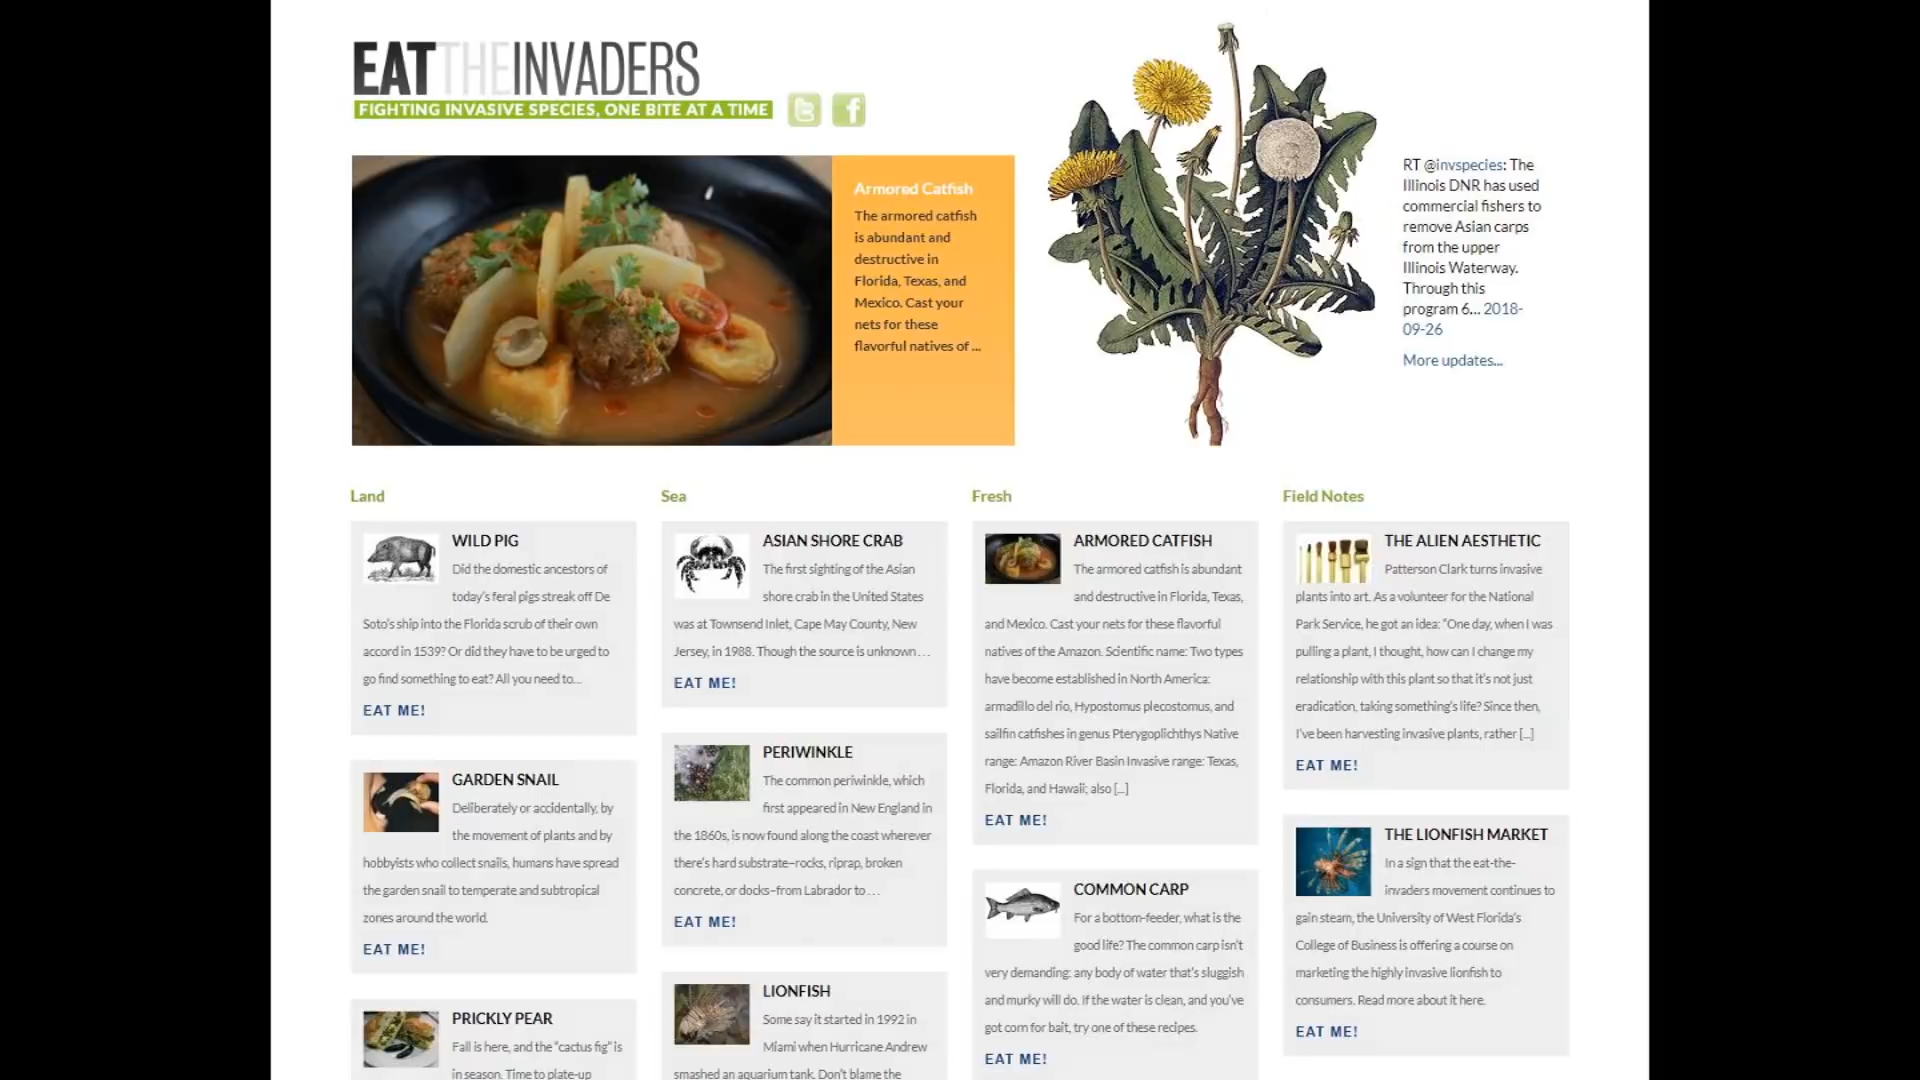 EATTHEINVADERS
FIGHTING INVASIVE SPECIES, ONE BITE AT A TIME
Armored Catfish
The armored catfish
is abundant and
destructive in
Florida, Texas, and
Mexico. Cast your
nets for these
flavorful natives of ...
RT @invspecies: The
Illinois DNR has used
commercial fishers to
remove Asian carps
from the upper
Illinois Waterway.
Through this
program 6... 2018-
09-26
More updates...
Land
WILD PIG
Did the domestic ancestors of
today's feral pigs streak off De
Soto's ship into the Florida scrub of their own
accord in 1539? Or did they have to be urged to
go find something to eat? All you need to...
EAT ME!
GARDEN SNAIL
Deliberately or accidentally, by
the movement of plants and by
hobbyists who collect snails, humans have spread
the garden snail to temperate and subtropical
zones around the world.
EAT ME!
PRICKLY PEAR
Fall is here, and the "cactus fig" is
in season. Time to plate-up
Sea
ASIAN SHORE CRAB
The first sighting of the Asian
shore crab in the United States
was at Townsend Inlet, Cape May County, New
Jersey, in 1988. Though the source is unknown . . .
EAT ME!
PERIWINKLE
The common periwinkle, which
first appeared in New England in
the 1860s, is now found along the coast wherever
there's hard substrate–rocks, riprap, broken
concrete, or docks–from Labrador to . . .
EAT ME!
LIONFISH
Some say it started in 1992 in
Miami when Hurricane Andrew
smashed an aquarium tank. Don't blame the
Fresh
ARMORED CATFISH
The armored catfish is abundant
and destructive in Florida, Texas,
and Mexico. Cast your nets for these flavorful
natives of the Amazon. Scientific name: Two types
have become established in North America:
armadillo del rio, Hypostomus plecostomus, and
sailfin catfishes in genus Pterygoplichthys Native
range: Amazon River Basin Invasive range: Texas,
Florida, and Hawaii; also [...]
EAT ME!
COMMON CARP
For a bottom-feeder, what is the
good life? The common carp isn't
very demanding: any body of water that's sluggish
and murky will do. If the water is clean, and you've
got corn for bait, try one of these recipes.
EAT ME!
Field Notes
THE ALIEN AESTHETIC
Patterson Clark turns invasive
plants into art. As a volunteer for the National
Park Service, he got an idea: "One day, when I was
pulling a plant, I thought, how can I change my
relationship with this plant so that it's not just
eradication, taking something's life? Since then,
I've been harvesting invasive plants, rather [...]
EAT ME!
THE LIONFISH MARKET
In a sign that the eat-the-
invaders movement continues to
gain steam, the University of West Florida's
College of Business is offering a course on
marketing the highly invasive lionfish to
consumers. Read more about it here.
EAT ME!